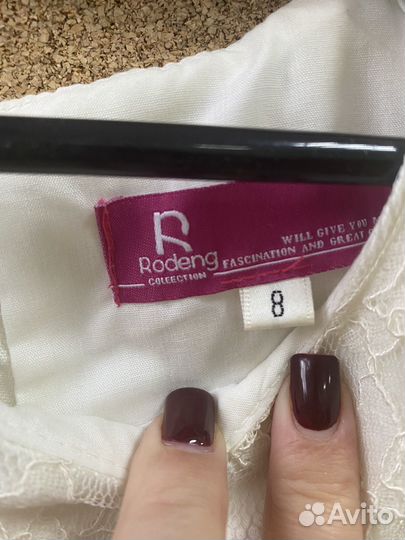 R
Rodeng
COLLECTION
WILL GIVE YOU
FASCINATION AND GREAT
8
Avito